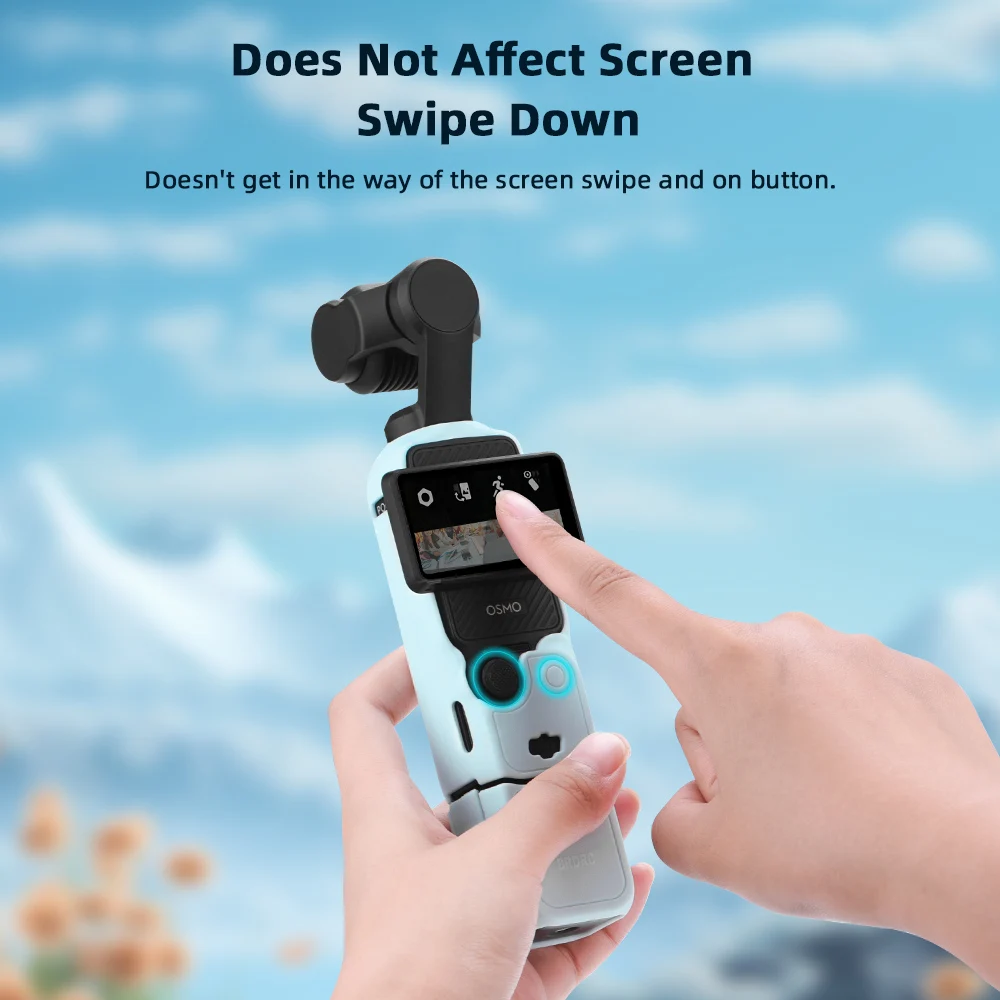 Does Not Affect Screen
Swipe Down
Doesn't get in the way of the screen swipe and on button.
OSMO